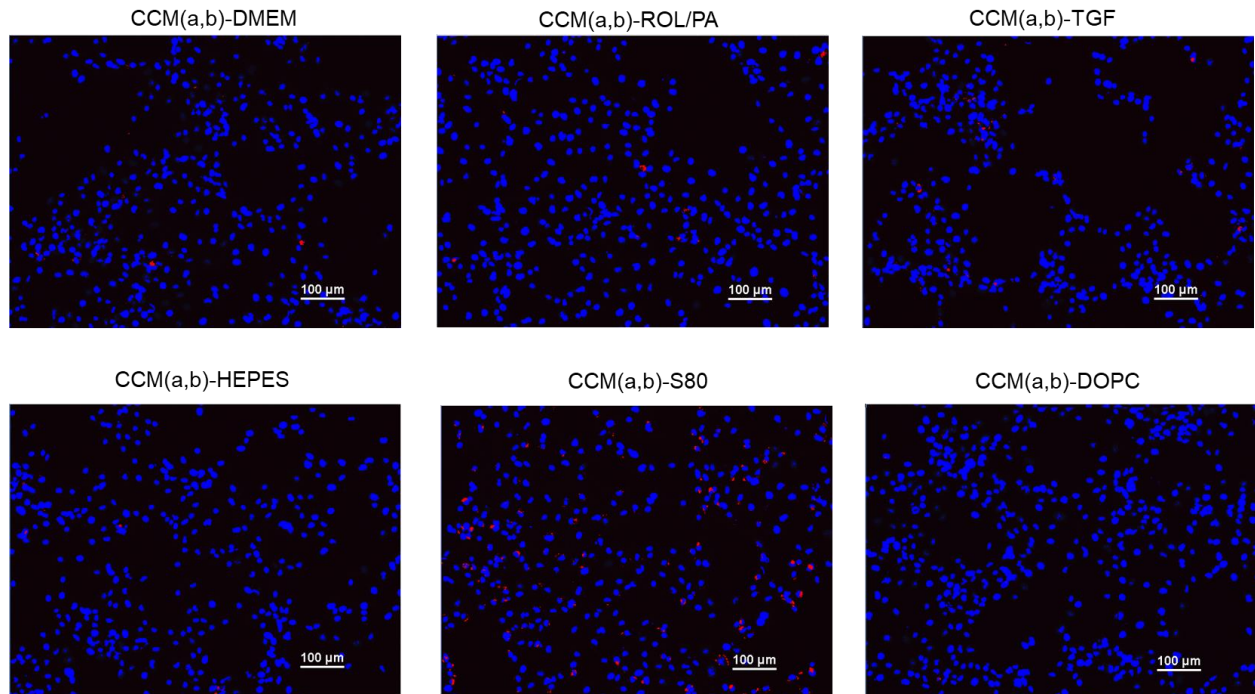 CCM(a,b)-DMEM
CCM(a,b)-ROL/PA
CCM(a,b)-TGF
100 µm
100 µm
100 µm
CCM(a,b)-HEPES
CCM(a,b)-S80
CCM(a,b)-DOPC
100 µm
100 µm
100 µm